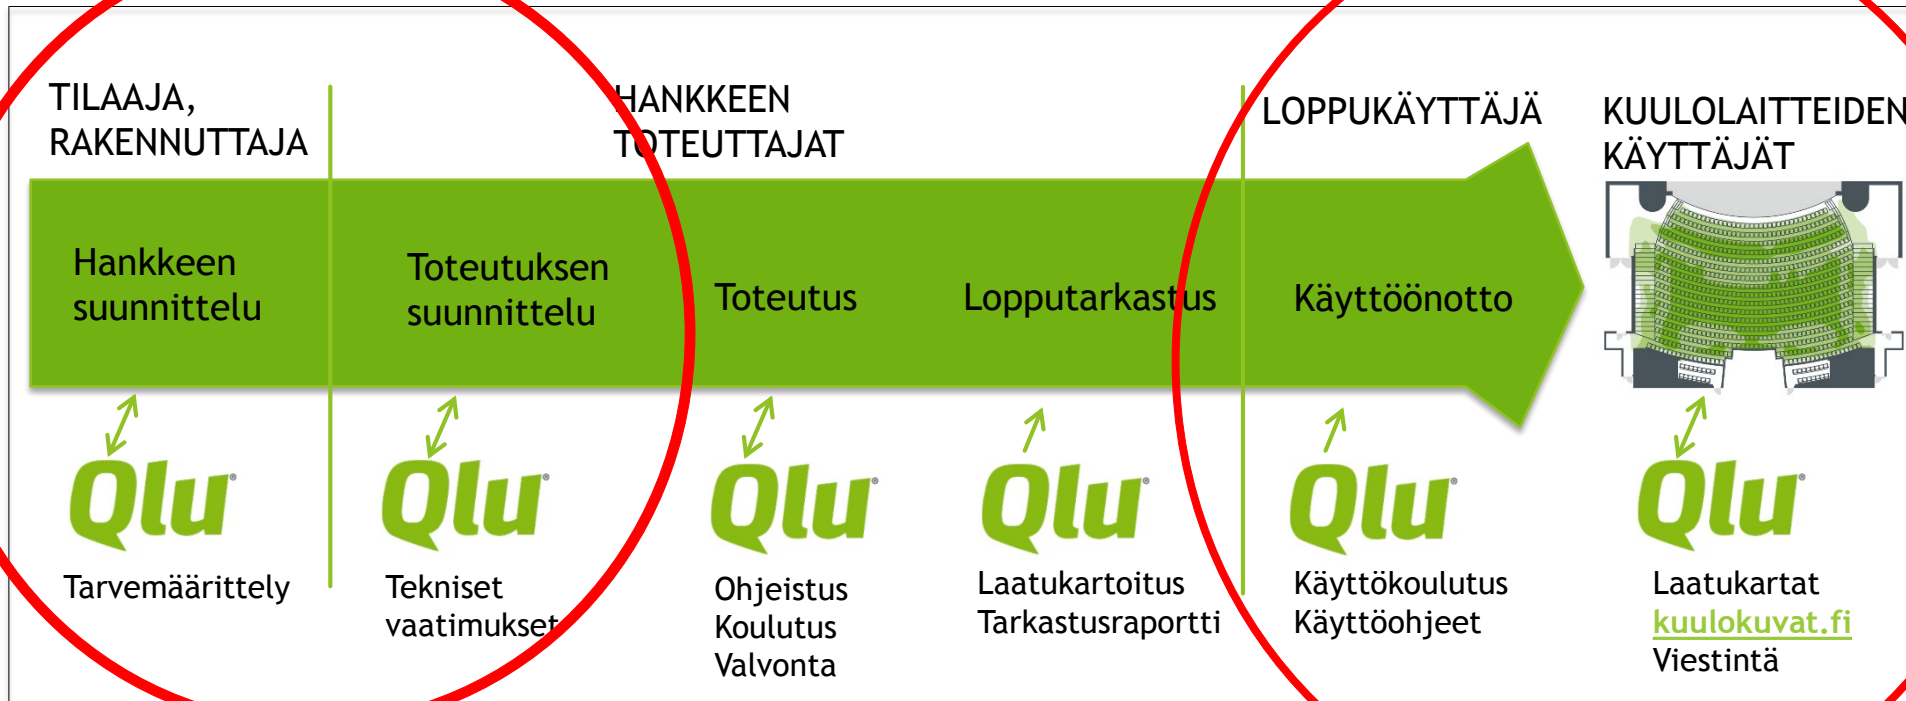 TILAAJA,
RAKENNUTTAJA
HANKKEEN
TOTEUTTAJAT
LOPPUKÄYTTÄJÄ
KUULOLAITTEIDEN
KÄYTTÄJÄT
Hankkeen
suunnittelu
Toteutuksen
suunnittelu
Toteutus
Lopputarkastus
Käyttöönotto
Qlu®
Qlu®
Qlu®
Qlu®
Qlu®
Qlu®
Tarvemäärittely
Tekniset
vaatimukset
Ohjeistus
Koulutus
Valvonta
Laatukartoitus
Tarkastusraportti
Käyttökoulutus
Käyttöohjeet
Laatukartat
kuulokuvat.fi
Viestintä